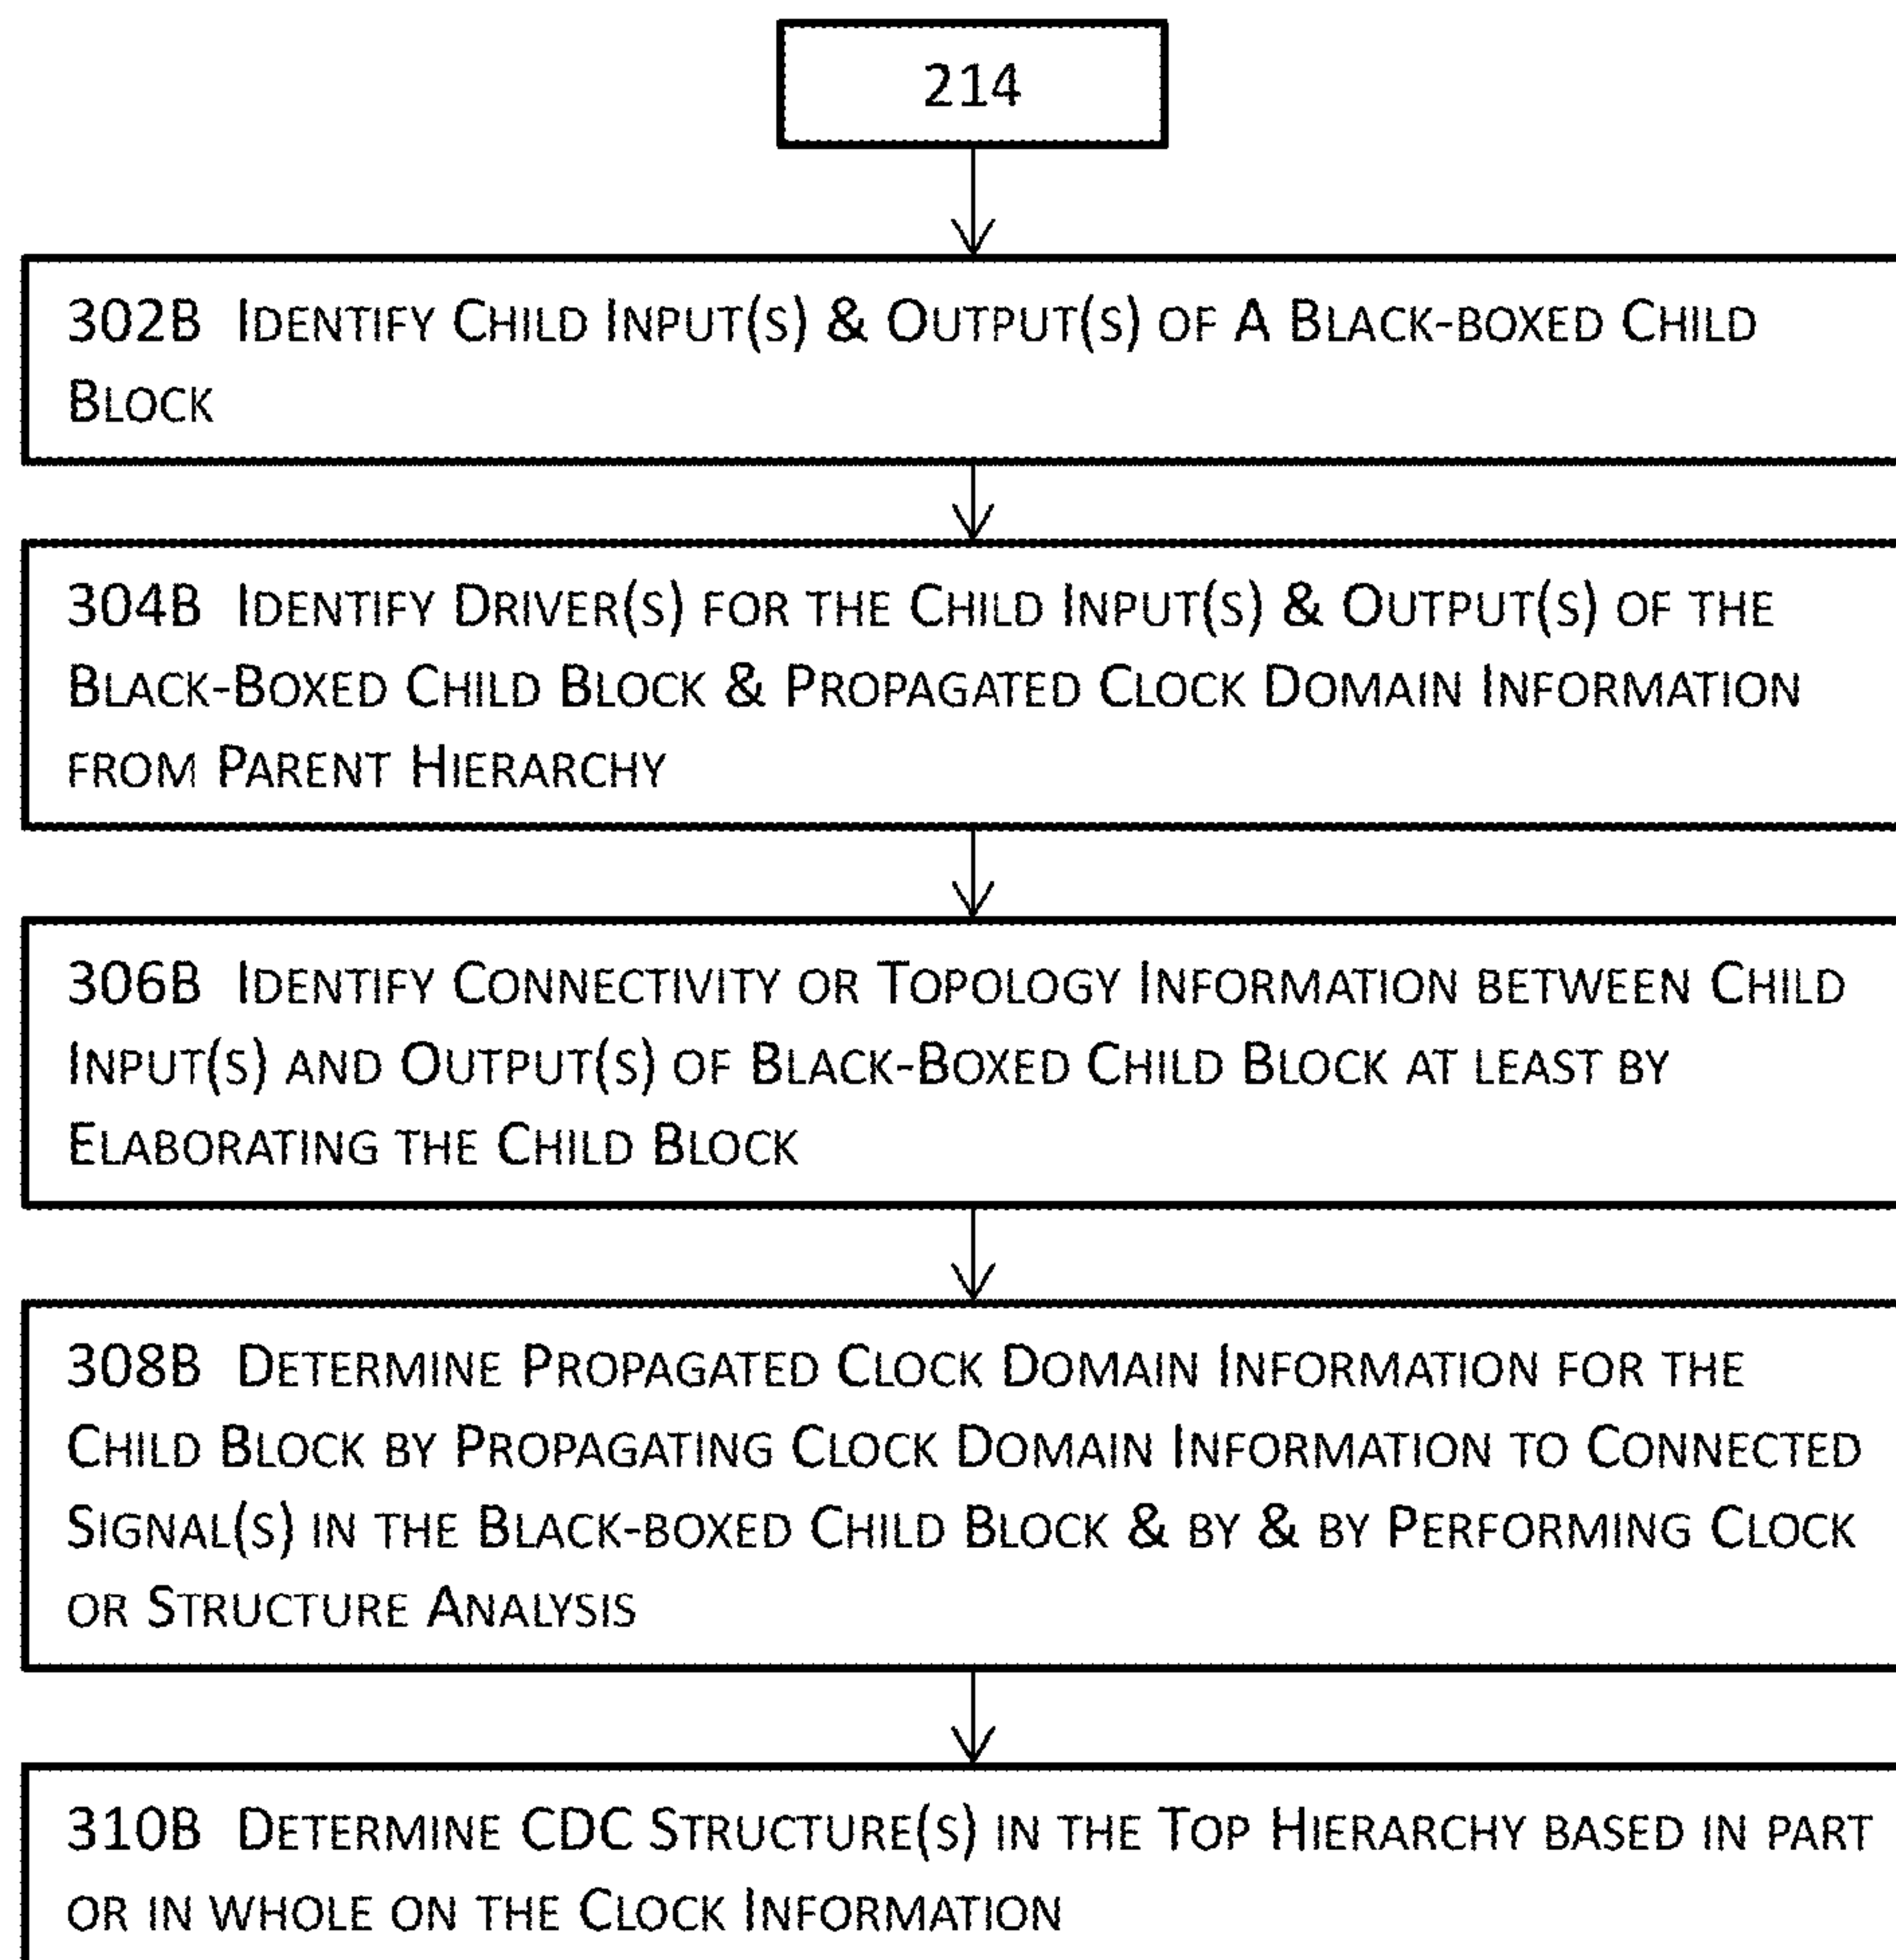 214
302B Identify Child Input(s) & Output(s) of A Black-boxed Child
Block
304B Identify Driver(s) for the Child Input(s) & Output(s) of the
Black-Boxed Child Block & Propagated Clock Domain Information
from Parent Hierarchy
306B Identify Connectivity or Topology Information between Child
Input(s) and Output(s) of Black-Boxed Child Block at least by
Elaborating the Child Block
308B Determine Propagated Clock Domain Information for the
Child Block by Propagating Clock Domain Information to Connected
Signal(s) in the Black-boxed Child Block & by & by Performing Clock
or Structure Analysis
310B Determine CDC Structure(s) in the Top Hierarchy based in part
or in whole on the Clock Information